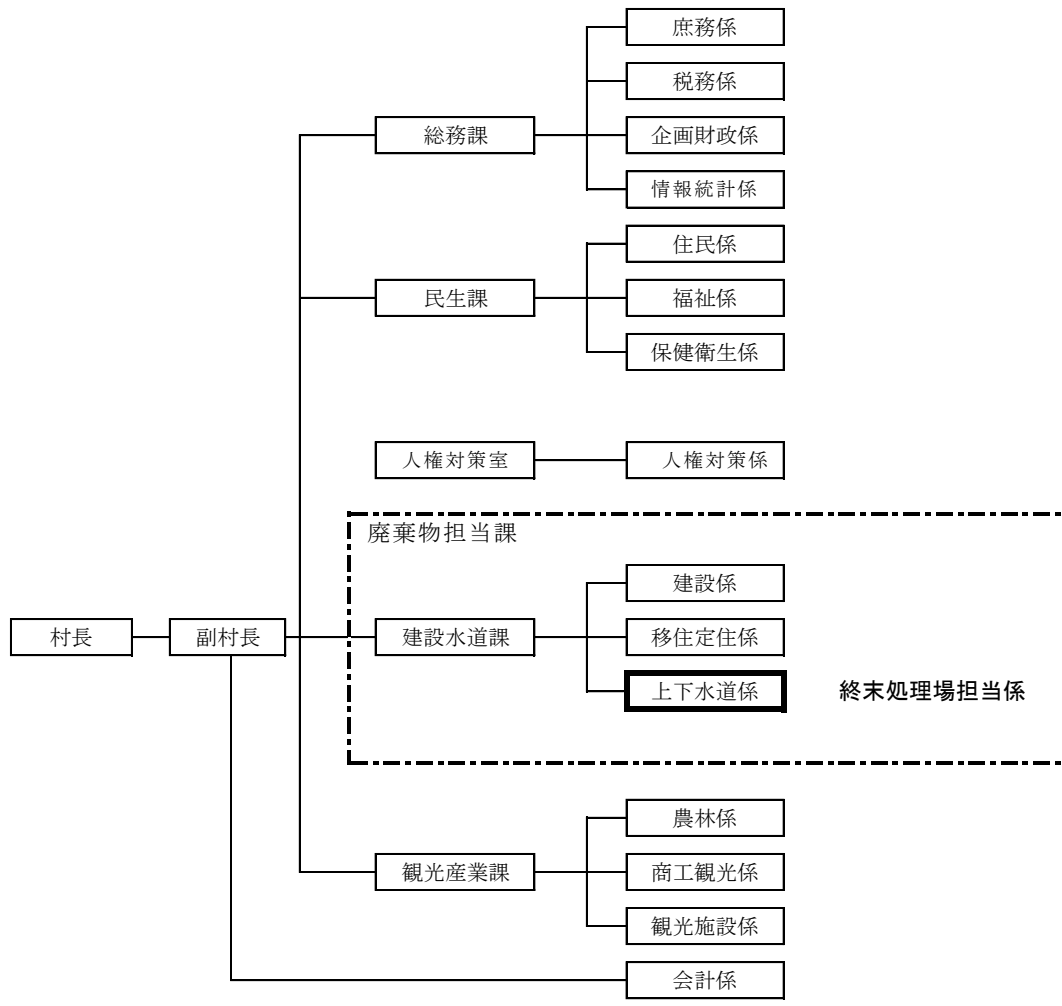 庶務係
税務係
総務課
企画財政係
情報統計係
住民係
民生課
福祉係
保健衛生係
人権対策室
人権対策係
廃棄物担当課
建設係
村長
副村長
建設水道課
移住定住係
上下水道係
終末処理場担当係
農林係
観光産業課
商工観光係
観光施設係
会計係